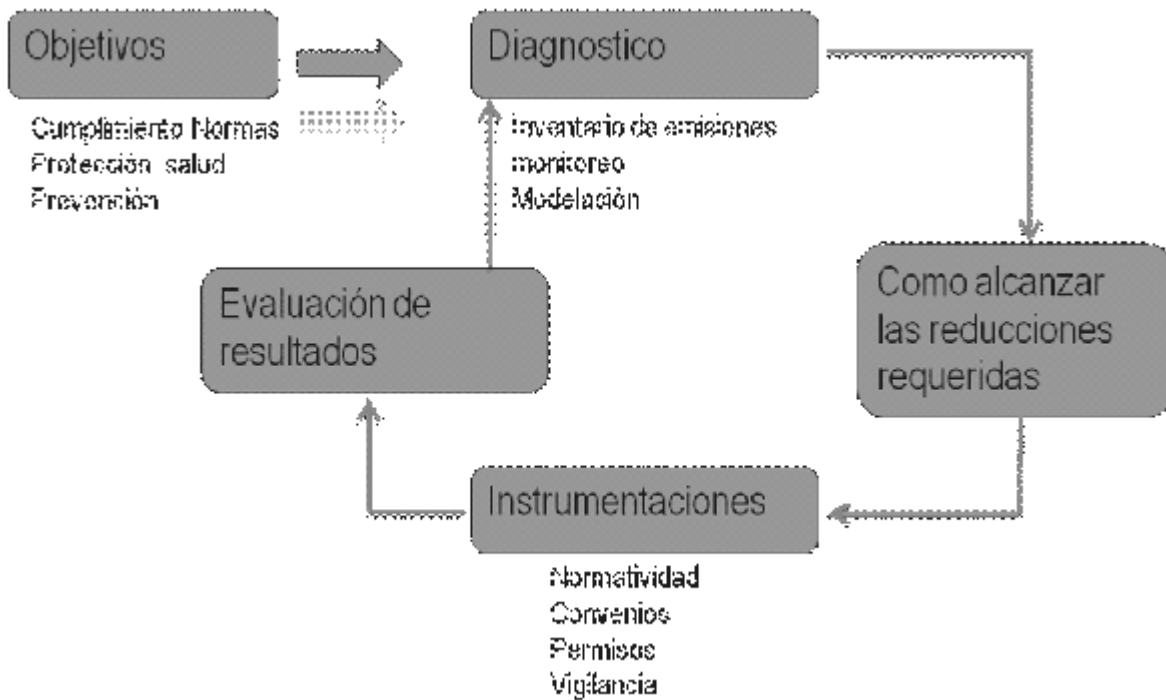 Objetivos
Cumplimiento Normas
Protección salud
Prevención
Diagnostico
Inventario de emisiones
monitoreo
Modelación
Como alcanzar
las reducciones
requeridas
Evaluación de
resultados
Instrumentaciones
Normatividad
Convenios
Permisos
Vigilancia